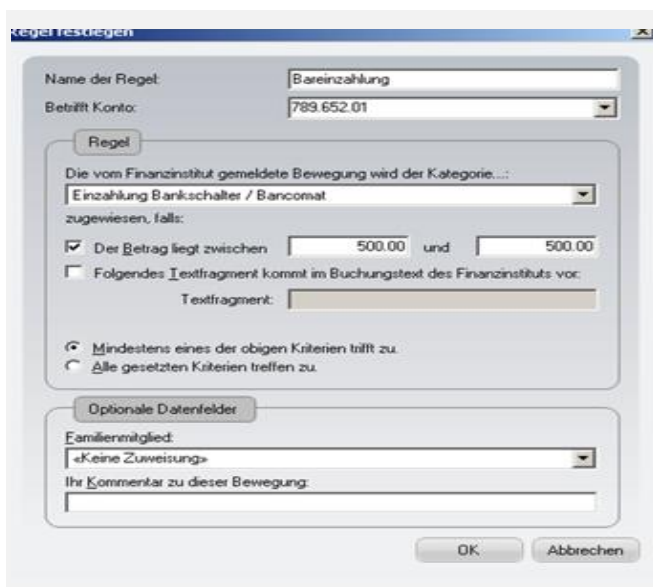 Regel festlegen
Name der Regel: Bareinzahlung
Betrifft Konto: 789.652.01
Regel
Die vom Finanzinstitut gemeldete Bewegung wird der Kategorie...:
Einzahlung Bankschalter / Bancomat
zugewiesen, falls:
Der Betrag liegt zwischen 500.00 und 500.00
Folgendes Textfragment kommt im Buchungstext des Finanzinstituts vor:
Textfragment:
Mindestens eines der obigen Kriterien trifft zu.
Alle gesetzten Kriterien treffen zu.
Optionale Datenfelder
Familienmitglied:
<Keine Zuweisung>
Ihr Kommentar zu dieser Bewegung:
OK Abbrechen